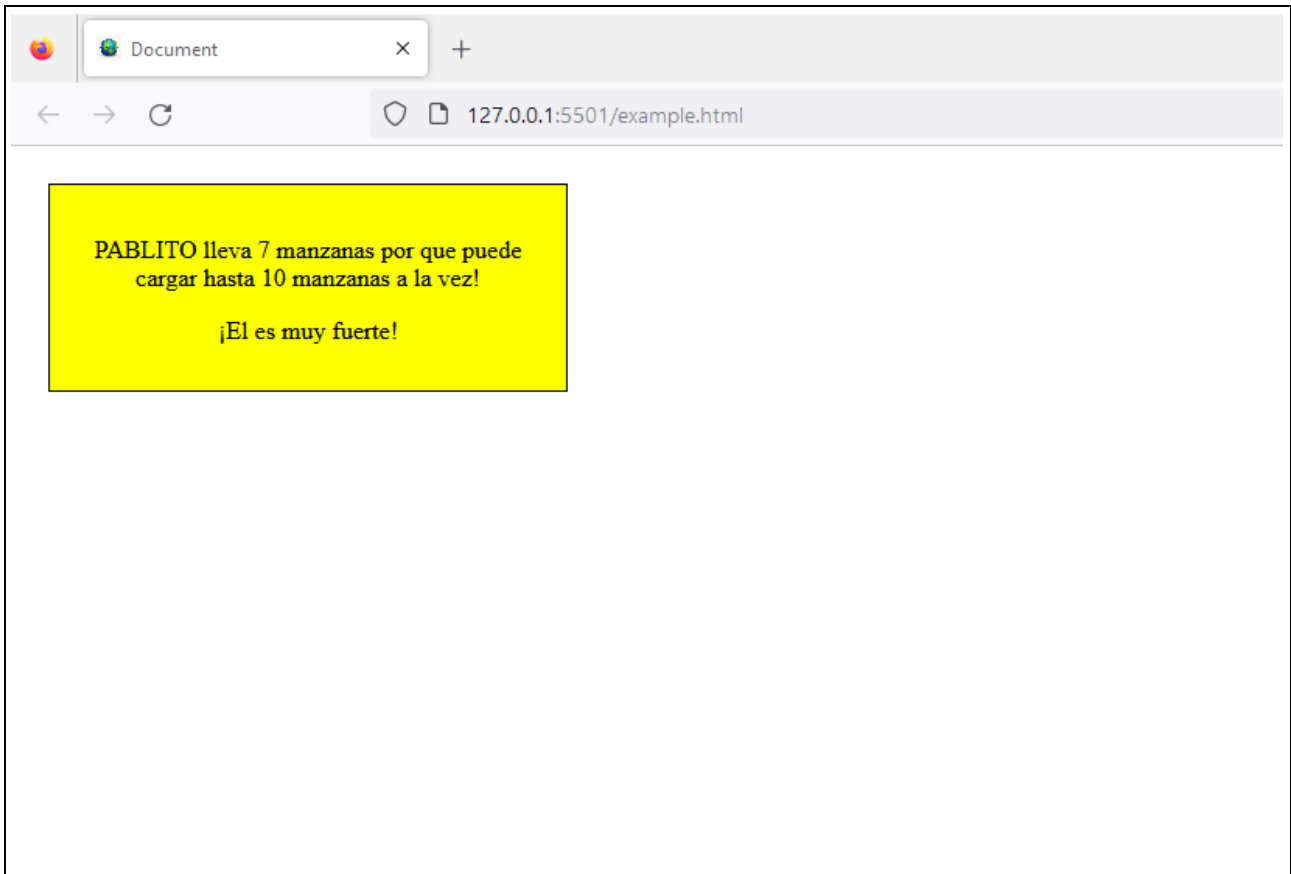 Document
127.0.0.1:5501/example.html
PABLITO lleva 7 manzanas por que puede
cargar hasta 10 manzanas a la vez!
¡El es muy fuerte!